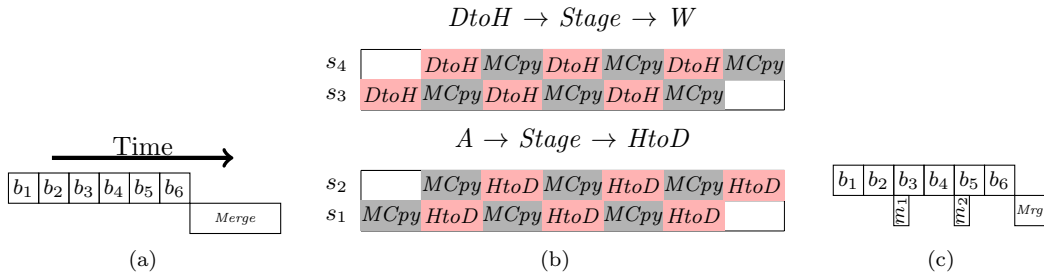 DtoH → Stage → W
s4 DtoH MCpy DtoH MCpy DtoH MCpy
s3 DtoH MCpy DtoH MCpy DtoH MCpy
A → Stage → HtoD
s2 MCpy HtoD MCpy HtoD MCpy HtoD
s1 MCpy HtoD MCpy HtoD MCpy HtoD
Time
b1 b2 b3 b4 b5 b6
Merge
b1 b2 b3 b4 b5 b6
m1 m2 Mrg
(a) (b) (c)